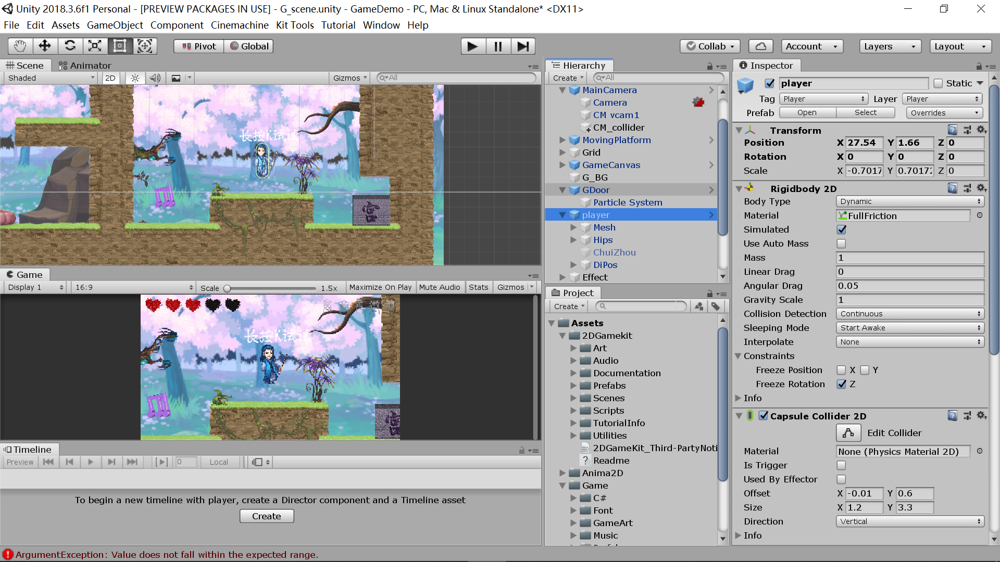 Unity 2018.3.6f1 Personal - [PREVIEW PACKAGES IN USE] - G_scene.unity - GameDemo - PC, Mac & Linux Standalone* <DX11>
File Edit Assets GameObject Component Cinemachine Kit Tools Tutorial Window Help
Pivot Global Collab Account Layers Layout
Scene Animator
Shaded 2D Gizmos All
长按K试试
Game
Display 1 16:9 Scale 1.5x Maximize On Play Mute Audio Stats Gizmos
长按K试试
Timeline
Preview 0 Local
To begin a new timeline with player, create a Director component and a Timeline asset
Create
Hierarchy
Create All
MainCamera
Camera
CM vcam1
CM_collider
MovingPlatform
Grid
GameCanvas
G_BG
GDoor
Particle System
player
Mesh
Hips
ChuiZhou
DiPos
Effect
Project
Create
Assets
2DGamekit
Art
Audio
Documentation
Prefabs
Scenes
Scripts
TutorialInfo
Utilities
2DGameKit_Third-PartyNoti
Readme
Anima2D
Game
C#
Font
GameArt
Music
Inspector
player Static
Tag Player Layer Player
Prefab Open Select Overrides
Transform
Position X 27.54 Y 1.66 Z 0
Rotation X 0 Y 0 Z 0
Scale X -0.7017 Y 0.7017 Z 0
Rigidbody 2D
Body Type Dynamic
Material FullFriction
Simulated
Use Auto Mass
Mass 1
Linear Drag 0
Angular Drag 0.05
Gravity Scale 1
Collision Detection Continuous
Sleeping Mode Start Awake
Interpolate None
Constraints
Freeze Position X Y
Freeze Rotation Z
Info
Capsule Collider 2D
Edit Collider
Material None (Physics Material 2D)
Is Trigger
Used By Effector
Offset X -0.01 Y 0.6
Size X 1.2 Y 3.3
Direction Vertical
Info
ArgumentException: Value does not fall within the expected range.